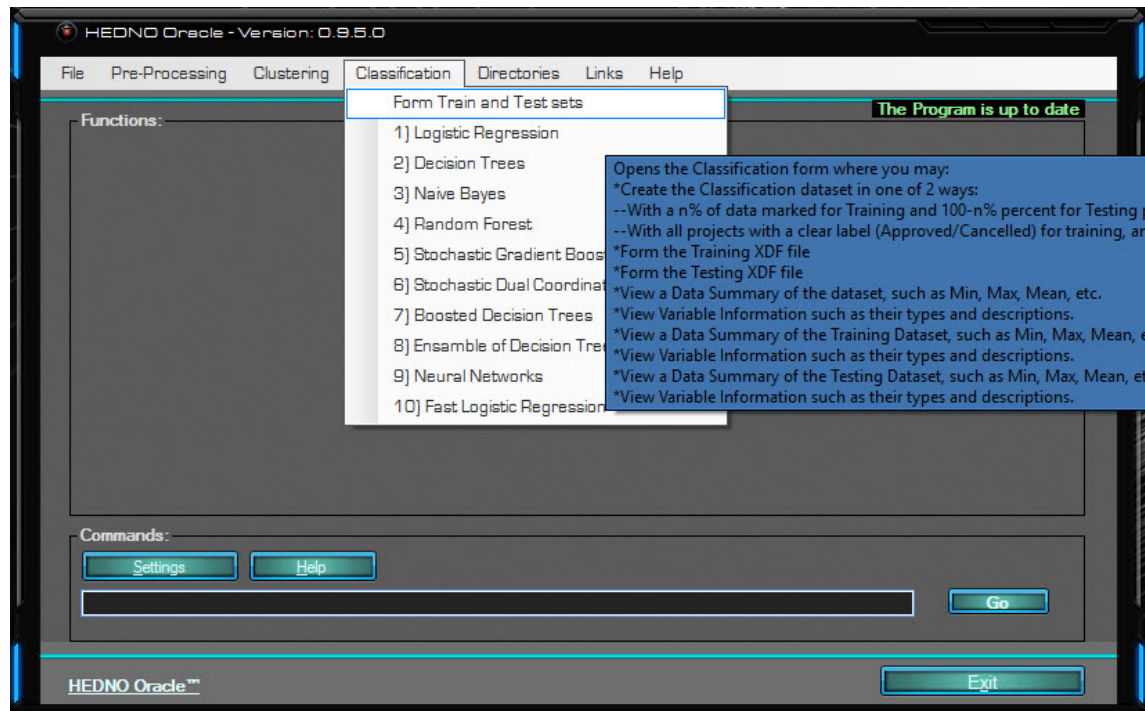 HEDNO Oracle - Version: 0.9.5.0
File Pre-Processing Clustering Classification Directories Links Help
The Program is up to date
Functions:
Form Train and Test sets
1) Logistic Regression
2) Decision Trees
3) Naive Bayes
4) Random Forest
5) Stochastic Gradient Boos
6) Stochastic Dual Coordinat
7) Boosted Decision Trees
8) Ensamble of Decision Tre
9) Neural Networks
10) Fast Logistic Regression
Opens the Classification form where you may:
*Create the Classification dataset in one of 2 ways:
--With a n% of data marked for Training and 100-n% percent for Testing
--With all projects with a clear label (Approved/Cancelled) for training, an
*Form the Training XDF file
*Form the Testing XDF file
*View a Data Summary of the dataset, such as Min, Max, Mean, etc.
*View Variable Information such as their types and descriptions.
*View a Data Summary of the Training Dataset, such as Min, Max, Mean, e
*View Variable Information such as their types and descriptions.
*View a Data Summary of the Testing Dataset, such as Min, Max, Mean, et
*View Variable Information such as their types and descriptions.
Commands:
Settings Help
Go
HEDNO Oracle™
Exit